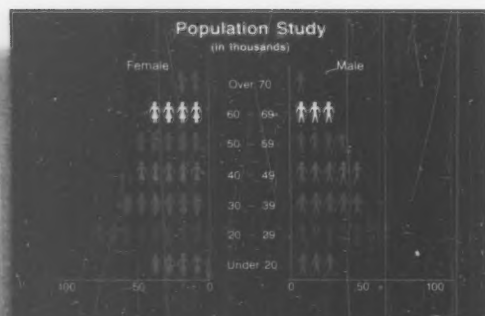 Population Study
(in thousands)
Female Male
Over 70
60 - 69
50 - 59
40 - 49
30 - 39
20 - 39
Under 20
100 50 0 0 50 100